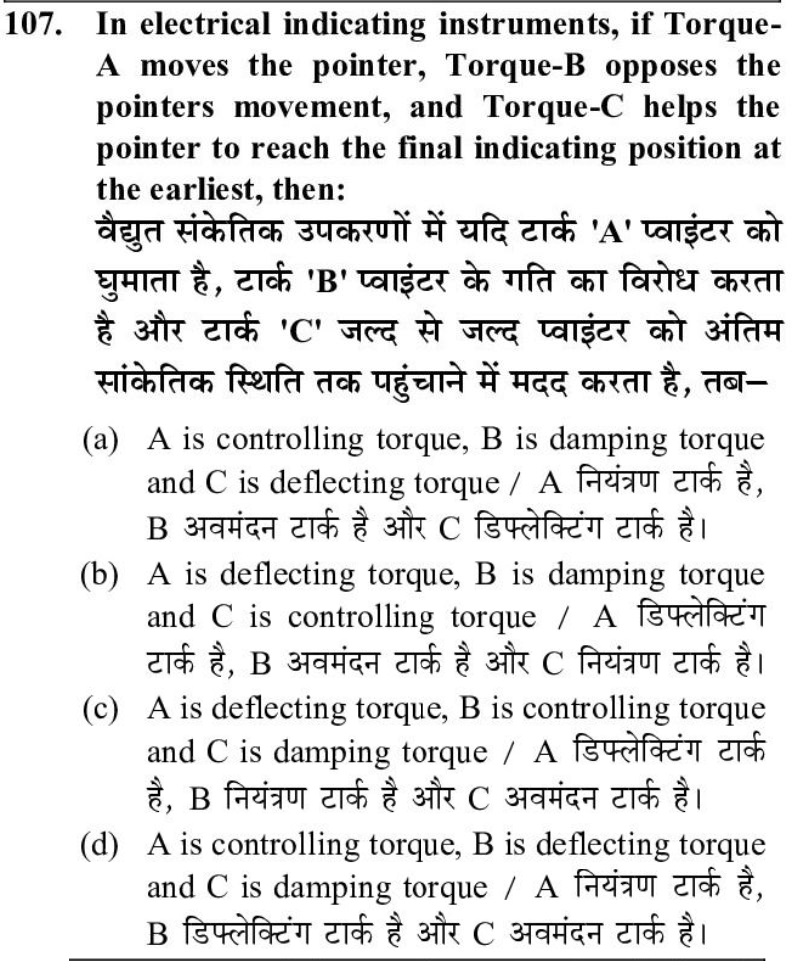 107. In electrical indicating instruments, if Torque-
A moves the pointer, Torque-B opposes the
pointers movement, and Torque-C helps the
pointer to reach the final indicating position at
the earliest, then:
वैद्युत संकेतिक उपकरणों में यदि टार्क 'A' प्वाइंटर को
घुमाता है, टार्क 'B' प्वाइंटर के गति का विरोध करता
है और टार्क 'C' जल्द से जल्द प्वाइंटर को अंतिम
सांकेतिक स्थिति तक पहुंचाने में मदद करता है, तब–
(a) A is controlling torque, B is damping torque
and C is deflecting torque / A नियंत्रण टार्क है,
B अवमंदन टार्क है और C डिफ्लेक्टिंग टार्क है।
(b) A is deflecting torque, B is damping torque
and C is controlling torque / A डिफ्लेक्टिंग
टार्क है, B अवमंदन टार्क है और C नियंत्रण टार्क है।
(c) A is deflecting torque, B is controlling torque
and C is damping torque / A डिफ्लेक्टिंग टार्क
है, B नियंत्रण टार्क है और C अवमंदन टार्क है।
(d) A is controlling torque, B is deflecting torque
and C is damping torque / A नियंत्रण टार्क है,
B डिफ्लेक्टिंग टार्क है और C अवमंदन टार्क है।